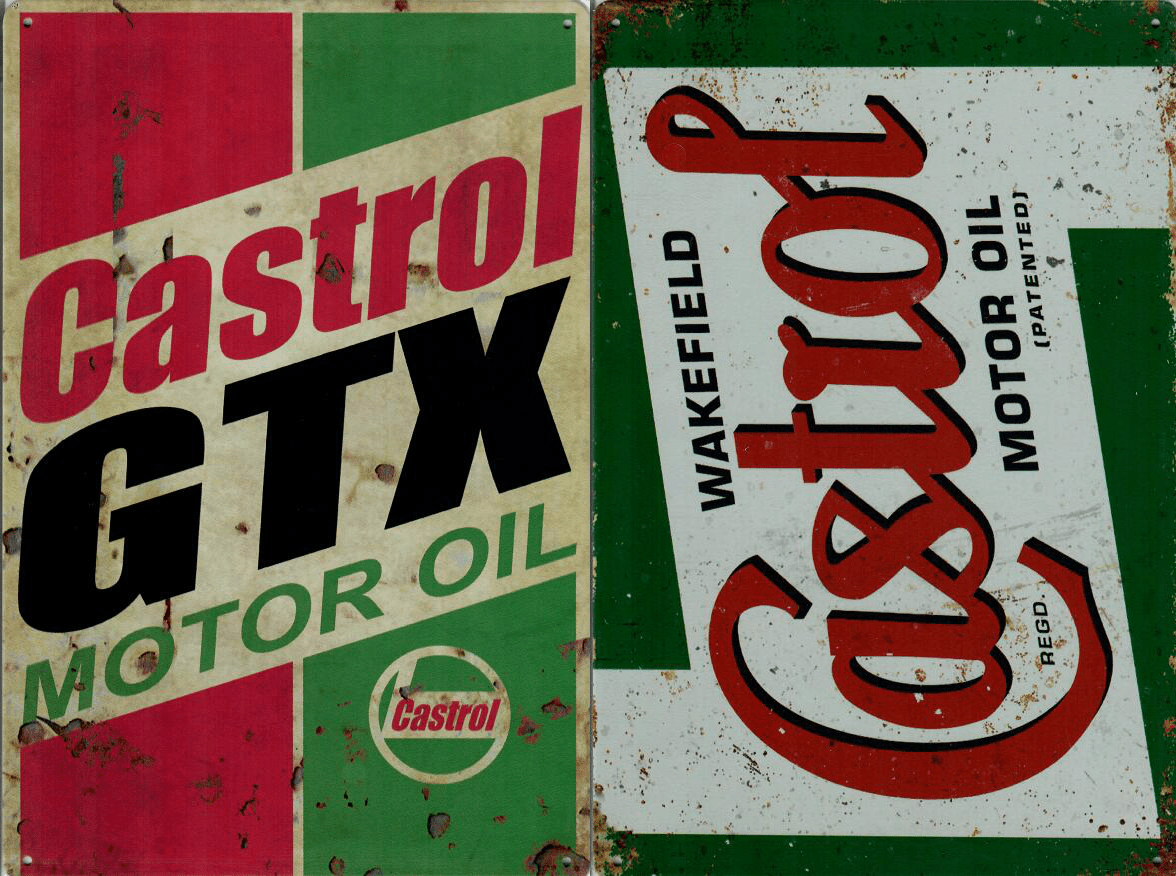 Castrol
GTX
MOTOR OIL
Castrol
WAKEFIELD
Castrol
REGD.
MOTOR OIL
(PATENTED)